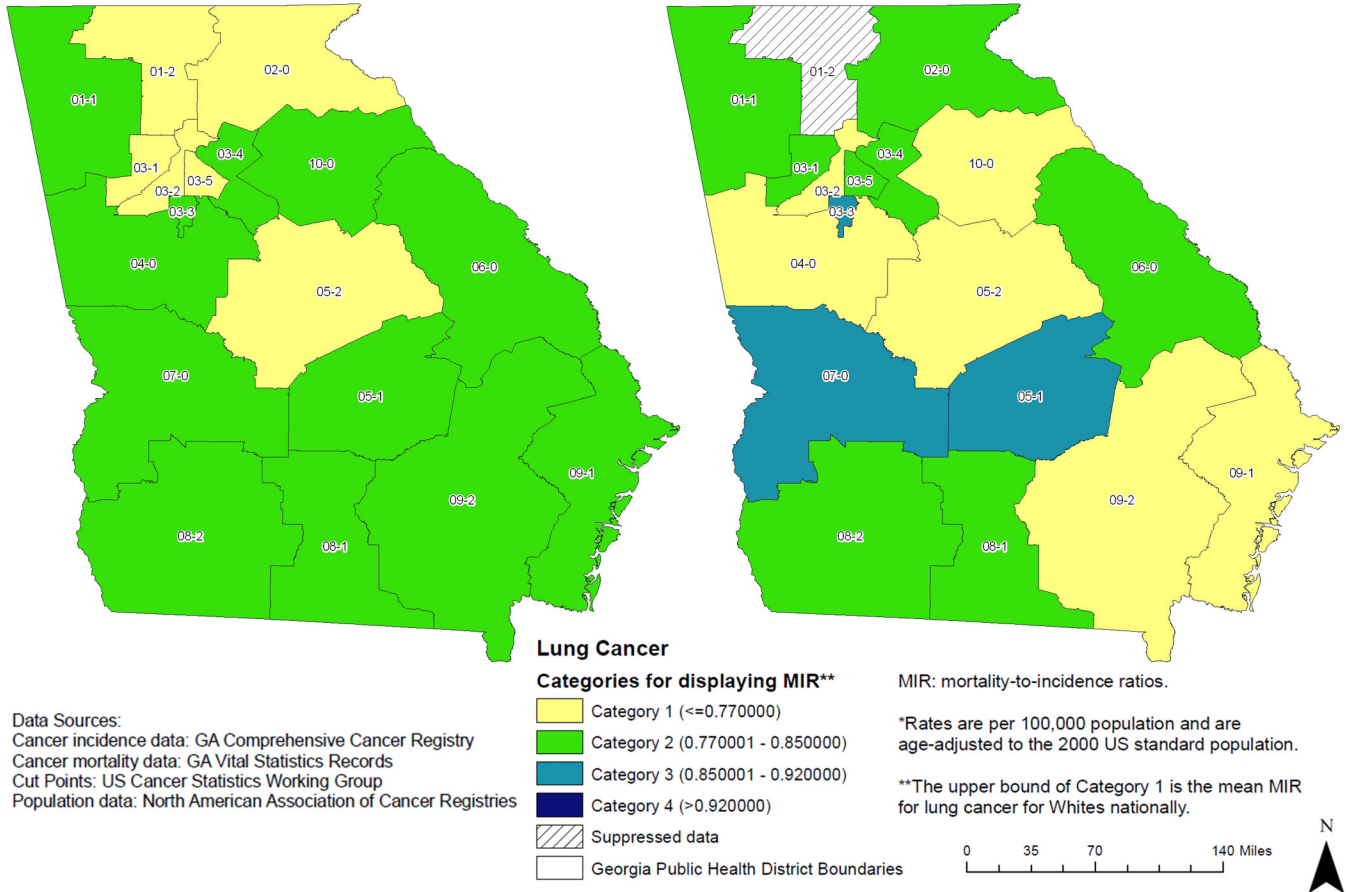 01-2
02-0
01-1
03-4
03-1
10-0
03-5
03-2
03-3
04-0
06-0
05-2
07-0
05-1
09-1
09-2
08-2
08-1
01-2
02-0
01-1
03-4
03-1
10-0
03-5
03-2
03-3
04-0
06-0
05-2
07-0
05-1
09-1
09-2
08-2
08-1
Data Sources:
Cancer incidence data: GA Comprehensive Cancer Registry
Cancer mortality data: GA Vital Statistics Records
Cut Points: US Cancer Statistics Working Group
Population data: North American Association of Cancer Registries
Lung Cancer
Categories for displaying MIR**
Category 1 (<=0.770000)
Category 2 (0.770001 - 0.850000)
Category 3 (0.850001 - 0.920000)
Category 4 (>0.920000)
Suppressed data
Georgia Public Health District Boundaries
MIR: mortality-to-incidence ratios.
*Rates are per 100,000 population and are
age-adjusted to the 2000 US standard population.
**The upper bound of Category 1 is the mean MIR
for lung cancer for Whites nationally.
0 35 70 140 Miles
N